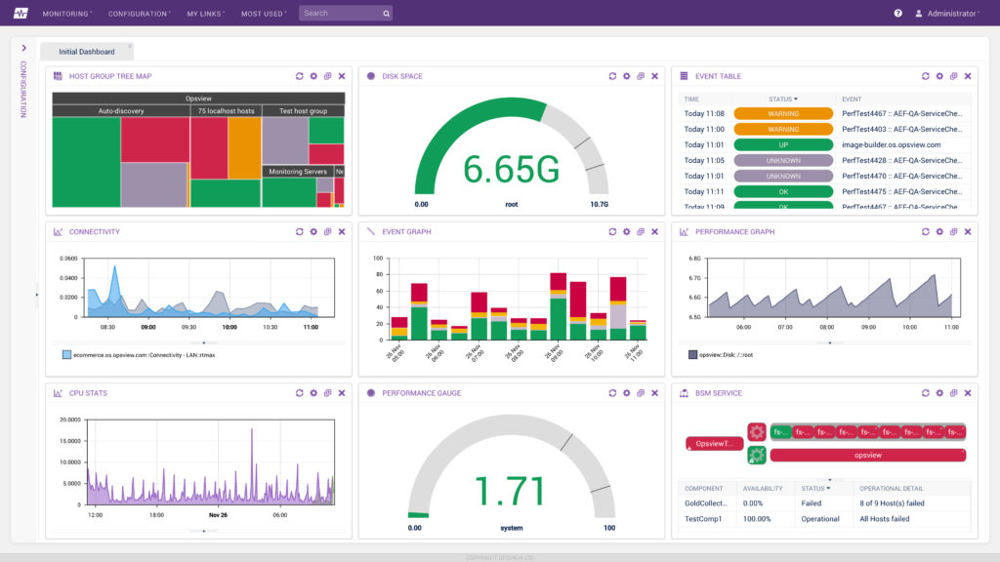 MONITORING CONFIGURATION MY LINKS MOST USED Search Administrator
Initial Dashboard
CONFIGURATION
HOST GROUP TREE MAP
Opsview
Auto-discovery 75 localhost hosts Test host group
Monitoring Servers Ne
DISK SPACE
6.65G
0.00 root 10.7G
EVENT TABLE
TIME STATUS EVENT
Today 11:08 WARNING PerfTest4467 :: AEF-QA-ServiceChe...
Today 11:00 WARNING PerfTest4403 :: AEF-QA-ServiceChe...
Today 11:01 UP image-builder.os.opsview.com
Today 11:05 UNKNOWN PerfTest4428 :: AEF-QA-ServiceChe...
Today 11:01 UNKNOWN PerfTest4470 :: AEF-QA-ServiceChe...
Today 11:11 OK PerfTest4475 :: AEF-QA-ServiceChe...
Today 11:09 OK PerfTest4467 :: AEF-QA-ServiceChe...
CONNECTIVITY
0.0600
0.0400
0.0200
0
08:30 09:00 09:30 10:00 10:30 11:00
ecommerce.os.opsview.com::Connectivity - LAN::rtmax
EVENT GRAPH
100
80
60
40
20
0
26 Nov 05:00 26 Nov 06:00 26 Nov 07:00 26 Nov 08:00 26 Nov 09:00 26 Nov 10:00 26 Nov 11:00
PERFORMANCE GRAPH
6.8G
6.7G
6.6G
6.6G
6.5G
06:00 07:00 08:00 09:00 10:00 11:00
opsview::Disk: /::root
CPU STATS
20.0000
15.0000
10.0000
5.0000
0
12:00 18:00 Nov 26 06:00
PERFORMANCE GAUGE
1.71
0.00 system 100
BSM SERVICE
OpsviewT...
fs-... fs-... fs-... fs-... fs-... fs-... fs-... fs-... fs-...
opsview
COMPONENT AVAILABILITY STATUS OPERATIONAL DETAIL
GoldCollect... 0.00% Failed 8 of 9 Host(s) failed
TestComp1 100.00% Operational All Hosts failed
COPYRIGHT OPSVIEW LTD